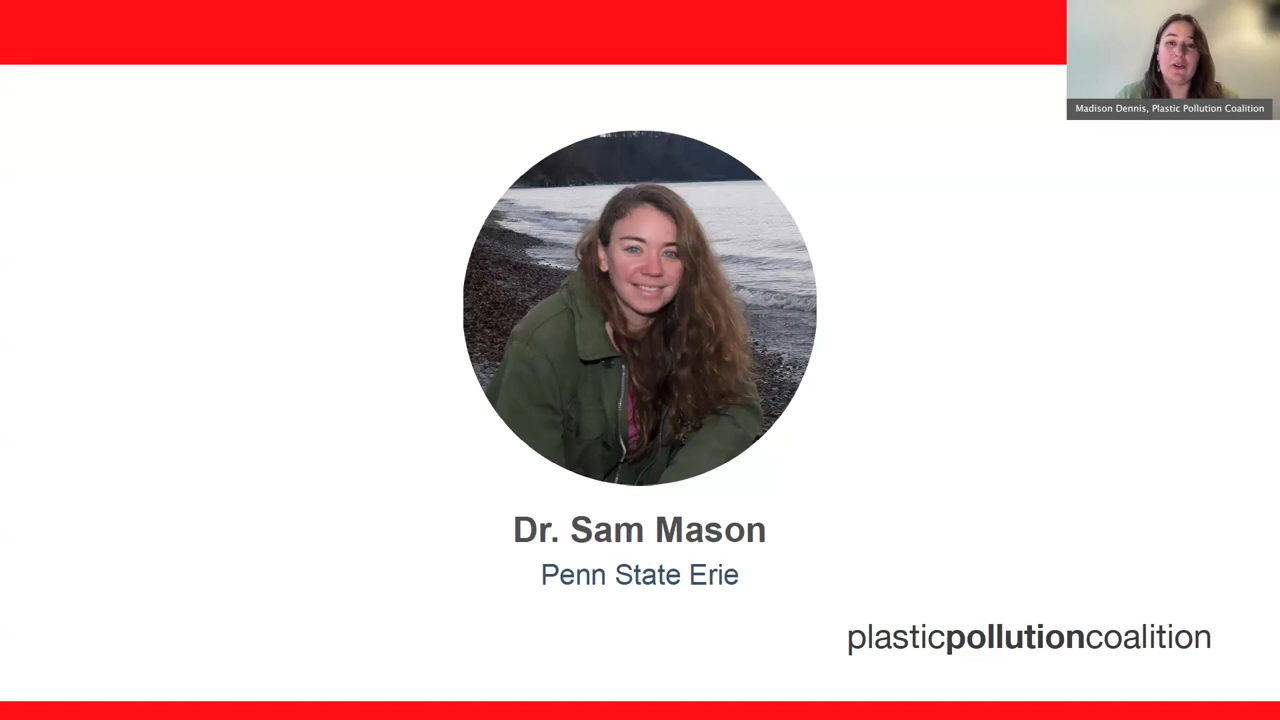 Madison Dennis, Plastic Pollution Coalition
Dr. Sam Mason
Penn State Erie
plasticpollutioncoalition